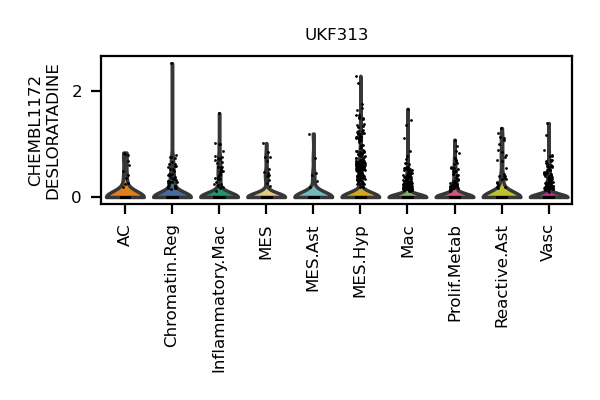 UKF313
CHEMBL1172
DESLORATADINE
2
0
AC
Chromatin.Reg
Inflammatory.Mac
MES
MES.Ast
MES.Hyp
Mac
Prolif.Metab
Reactive.Ast
Vasc